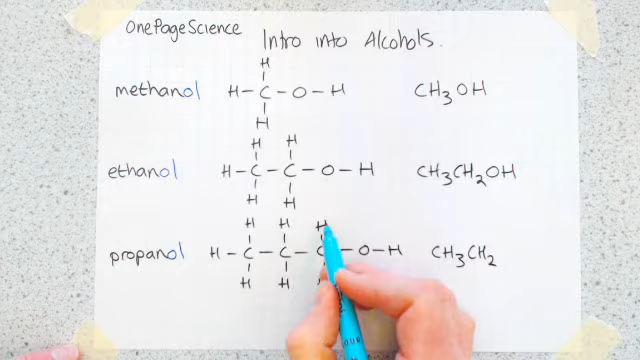 OnePageScience
Intro into Alcohols.
H
methanol H-C-O-H CH3OH
H
H H
ethanol H-C-C-O-H CH3CH2OH
H H
H H H
propanol H-C-C-C-O-H CH3CH2
H H